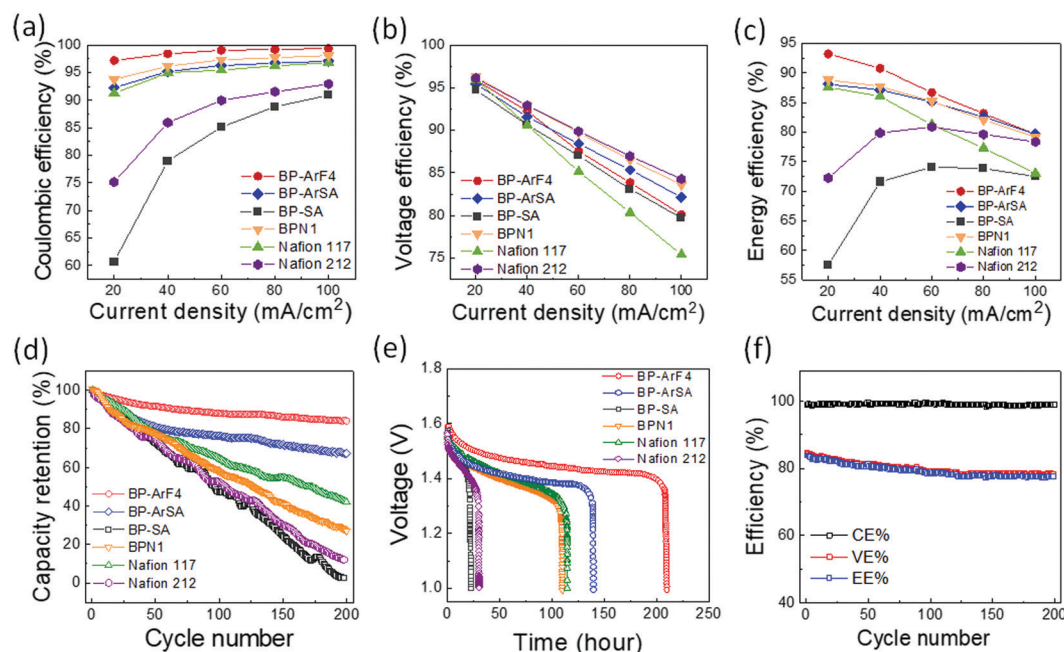 (a)
Coulombic efficiency (%)
100
95
90
85
80
75
70
65
60
BP-ArF4
BP-ArSA
BP-SA
BPN1
Nafion 117
Nafion 212
20 40 60 80 100
Current density (mA/cm²)
(b)
Voltage efficiency (%)
100
95
90
85
80
75
BP-ArF4
BP-ArSA
BP-SA
BPN1
Nafion 117
Nafion 212
20 40 60 80 100
Current density (mA/cm²)
(c)
Energy efficiency (%)
95
90
85
80
75
70
65
60
55
BP-ArF4
BP-ArSA
BP-SA
BPN1
Nafion 117
Nafion 212
20 40 60 80 100
Current density (mA/cm²)
(d)
Capacity retention (%)
100
80
60
40
20
0
BP-ArF4
BP-ArSA
BP-SA
BPN1
Nafion 117
Nafion 212
0 50 100 150 200
Cycle number
(e)
Voltage (V)
1.8
1.6
1.4
1.2
1.0
BP-ArF4
BP-ArSA
BP-SA
BPN1
Nafion 117
Nafion 212
0 50 100 150 200 250
Time (hour)
(f)
Efficiency (%)
100
80
60
40
CE%
VE%
EE%
0 50 100 150 200
Cycle number